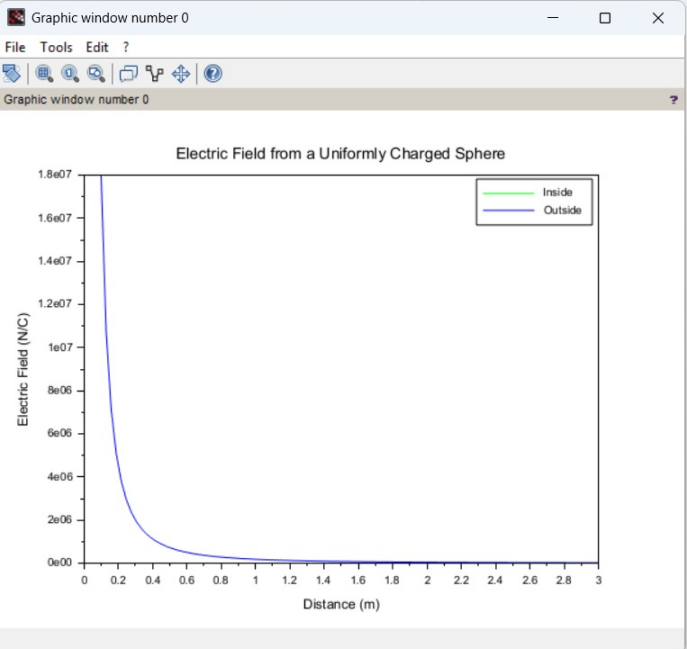 Graphic window number 0
File Tools Edit ?
Graphic window number 0 ?
Electric Field from a Uniformly Charged Sphere
Inside
Outside
Electric Field (N/C)
1.8e07
1.6e07
1.4e07
1.2e07
1e07
8e06
6e06
4e06
2e06
0e00
0 0.2 0.4 0.6 0.8 1 1.2 1.4 1.6 1.8 2 2.2 2.4 2.6 2.8 3
Distance (m)